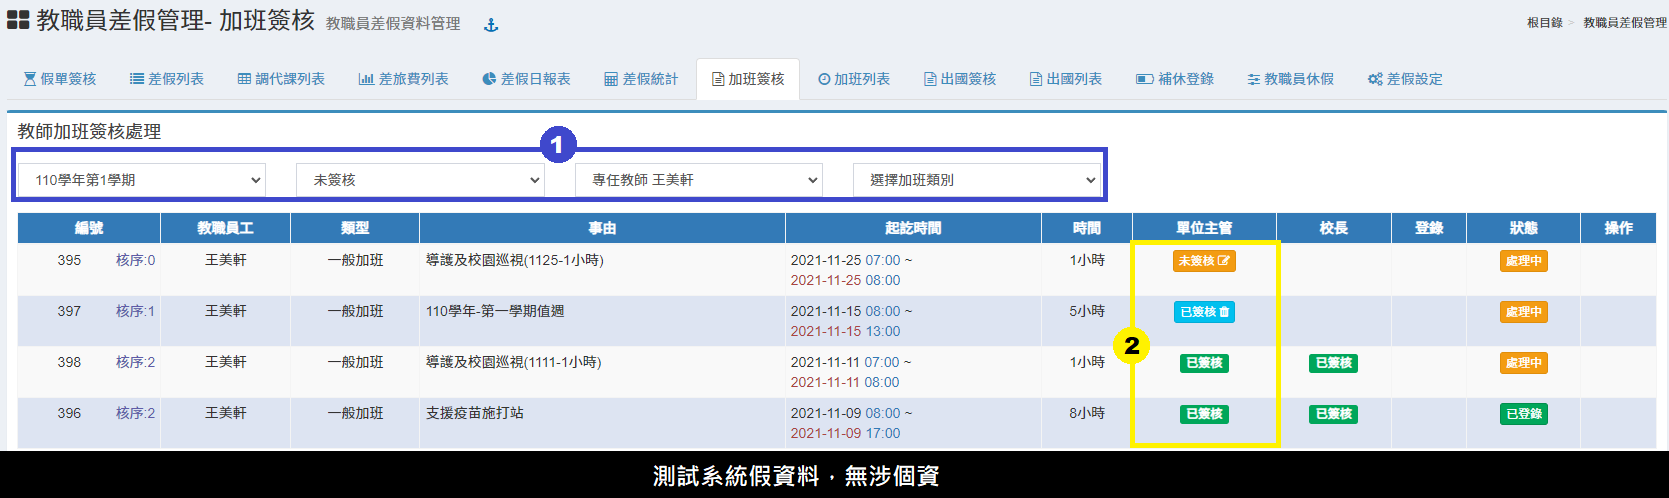 教職員差假管理- 加班簽核 教職員差假資料管理
根目錄 > 教職員差假管理
假單簽核 差假列表 調代課列表 差旅費列表 差假日報表 差假統計 加班簽核 加班列表 出國簽核 出國列表 補休登錄 教職員休假 差假設定
教師加班簽核處理
1
110學年第1學期 未簽核 專任教師 王美軒 選擇加班類別
編號 教職員工 類型 事由 起訖時間 時間 單位主管 校長 登錄 狀態 操作
395 核序:0 王美軒 一般加班 導護及校園巡視(1125-1小時) 2021-11-25 07:00 ~ 1小時 未簽核 處理中
2021-11-25 08:00
397 核序:1 王美軒 一般加班 110學年-第一學期值週 2021-11-15 08:00 ~ 5小時 已簽核 處理中
2021-11-15 13:00
2
398 核序:2 王美軒 一般加班 導護及校園巡視(1111-1小時) 2021-11-11 07:00 ~ 1小時 已簽核 已簽核 處理中
2021-11-11 08:00
396 核序:2 王美軒 一般加班 支援疫苗施打站 2021-11-09 08:00 ~ 8小時 已簽核 已簽核 已登錄
2021-11-09 17:00
測試系統假資料，無涉個資